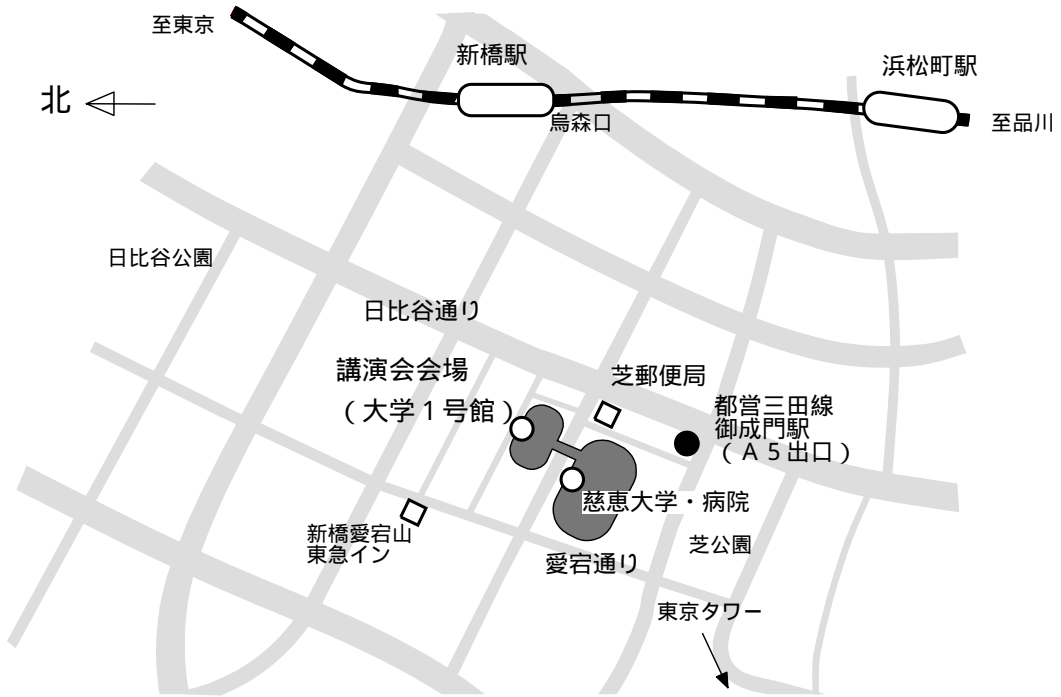 至東京
新橋駅
浜松町駅
北
烏森口
至品川
日比谷公園
日比谷通り
講演会会場
（大学１号館）
芝郵便局
都営三田線
御成門駅
（Ａ５出口）
慈恵大学・病院
新橋愛宕山
東急イン
芝公園
愛宕通り
東京タワー